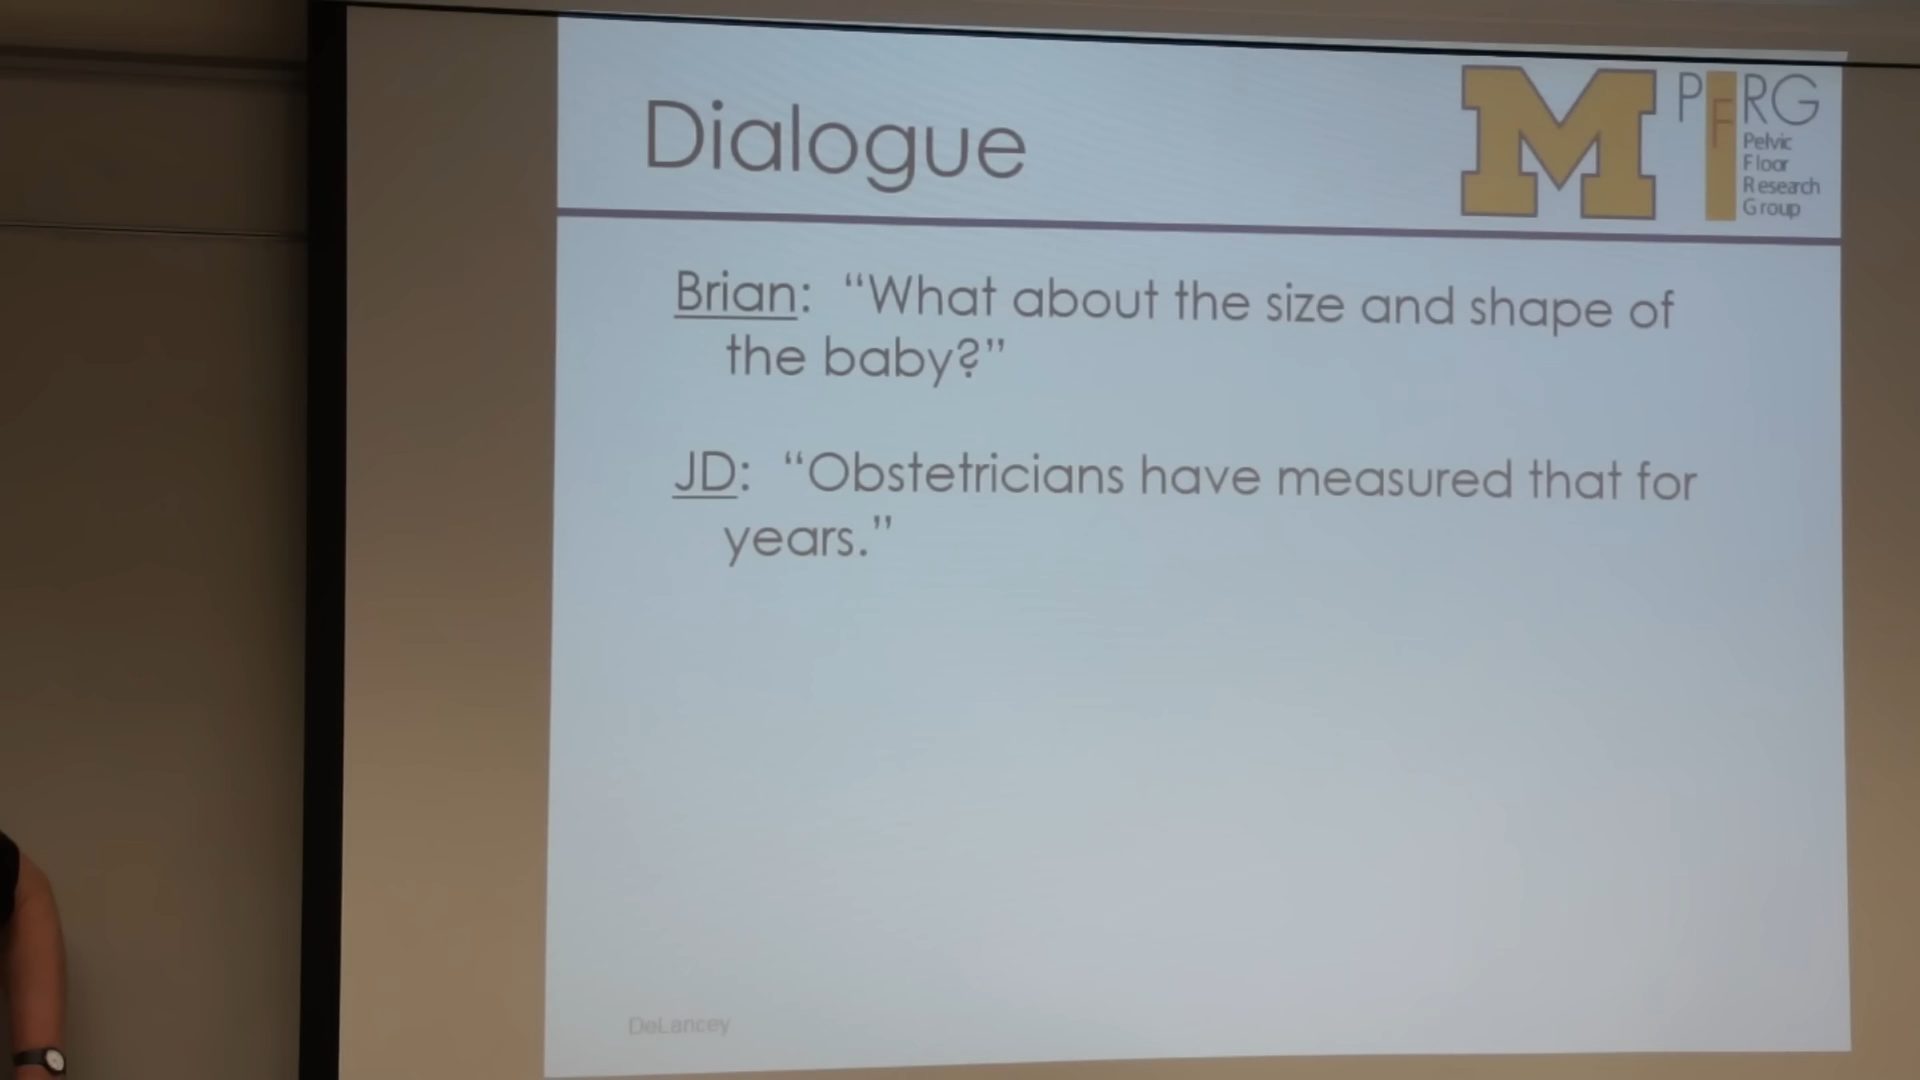 Dialogue
M
PFRG
Pelvic
Floor
Research
Group
Brian: “What about the size and shape of
the baby?”
JD: “Obstetricians have measured that for
years.”
DeLancey